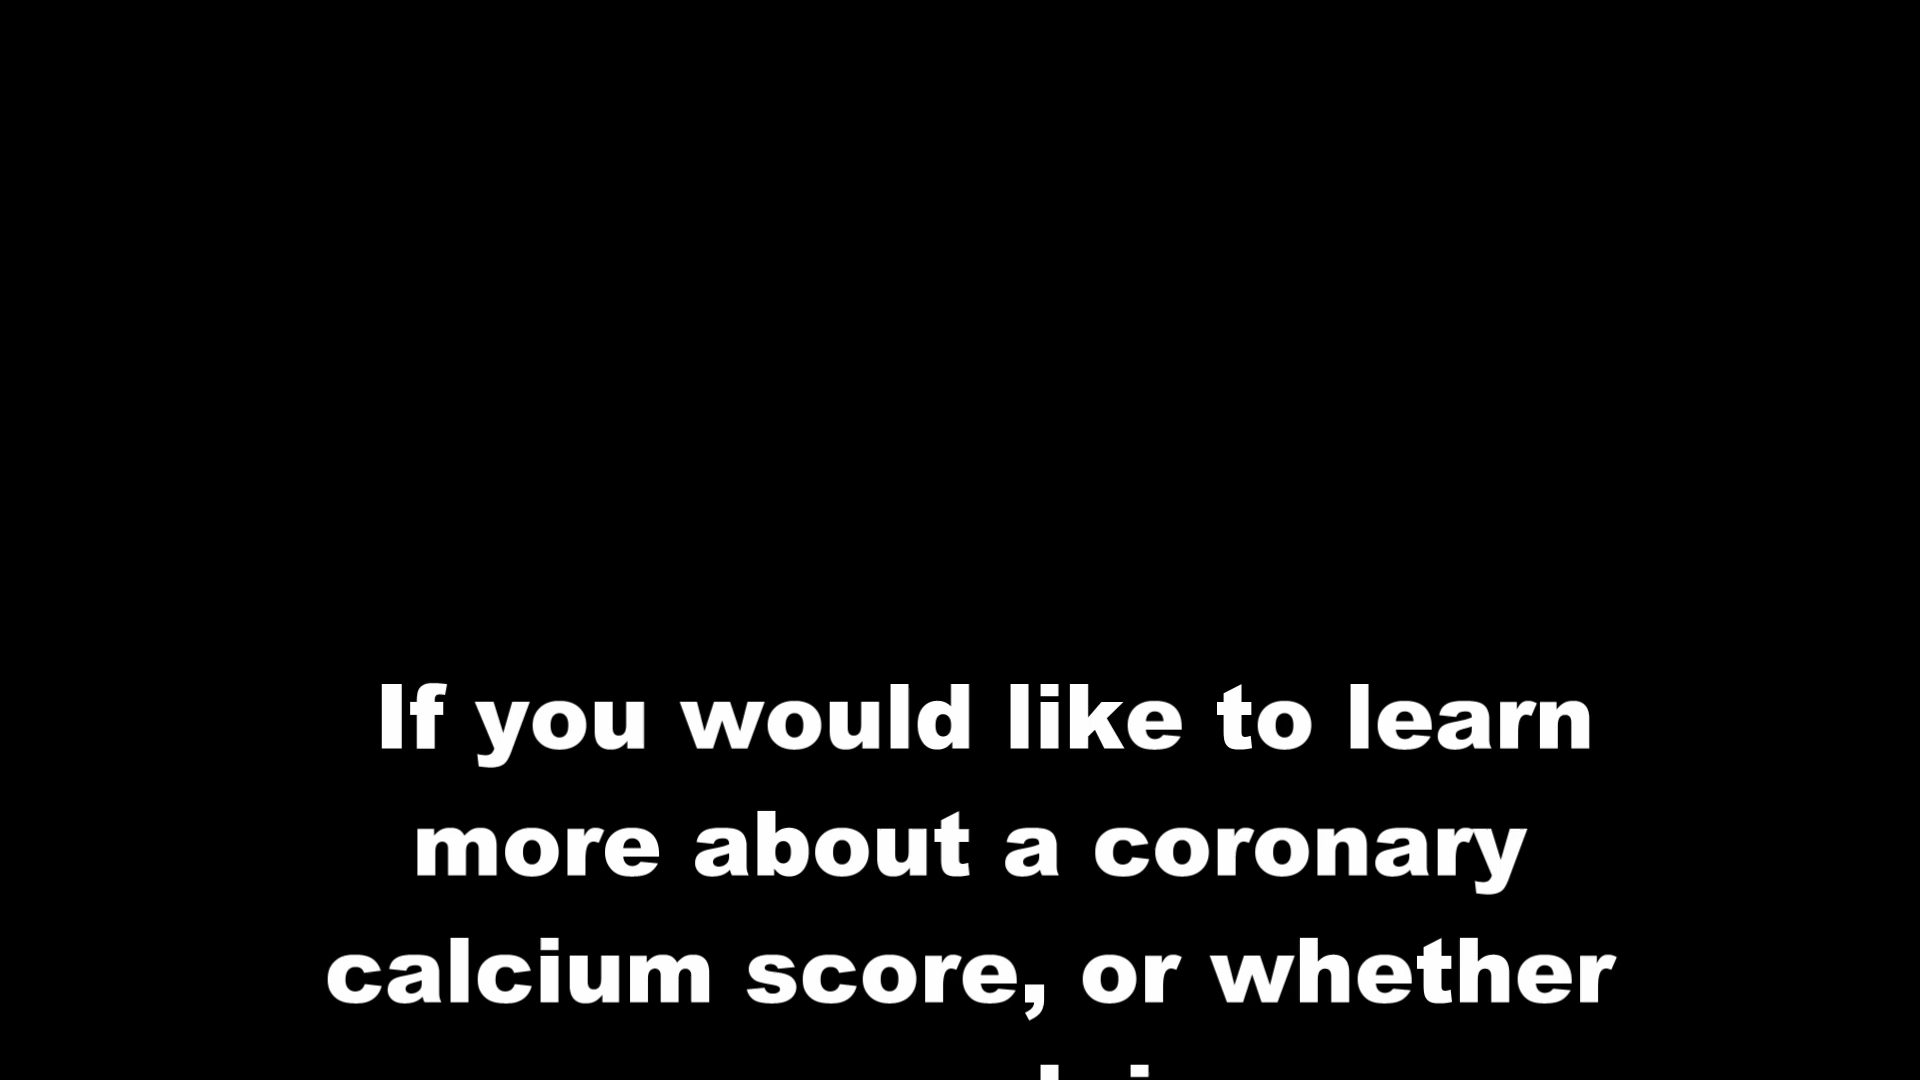 If you would like to learn
more about a coronary
calcium score, or whether